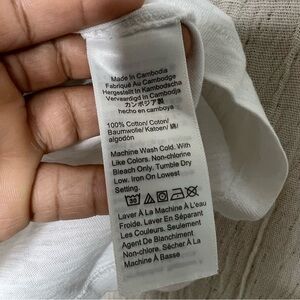 Made in Cambodia
Fabriqué Au Cambodge
Hergestellt In Kambodscha
Vervaardigd in Cambodja
カンボジア製
hecho en camboya
100% Cotton/ Coton/
Baumwolle/ Katoen/ 綿/
algodón
Machine Wash Cold. With
Like Colors. Non-chlorine
Bleach Only. Tumble Dry
Low. Iron On Lowest
Setting.
Laver À La Machine À L'eau
Froide. Laver En Séparant
Les Couleurs. Seulement
Agent De Blanchiment
Non-chlorine. Sécher À La
Machine À Basse